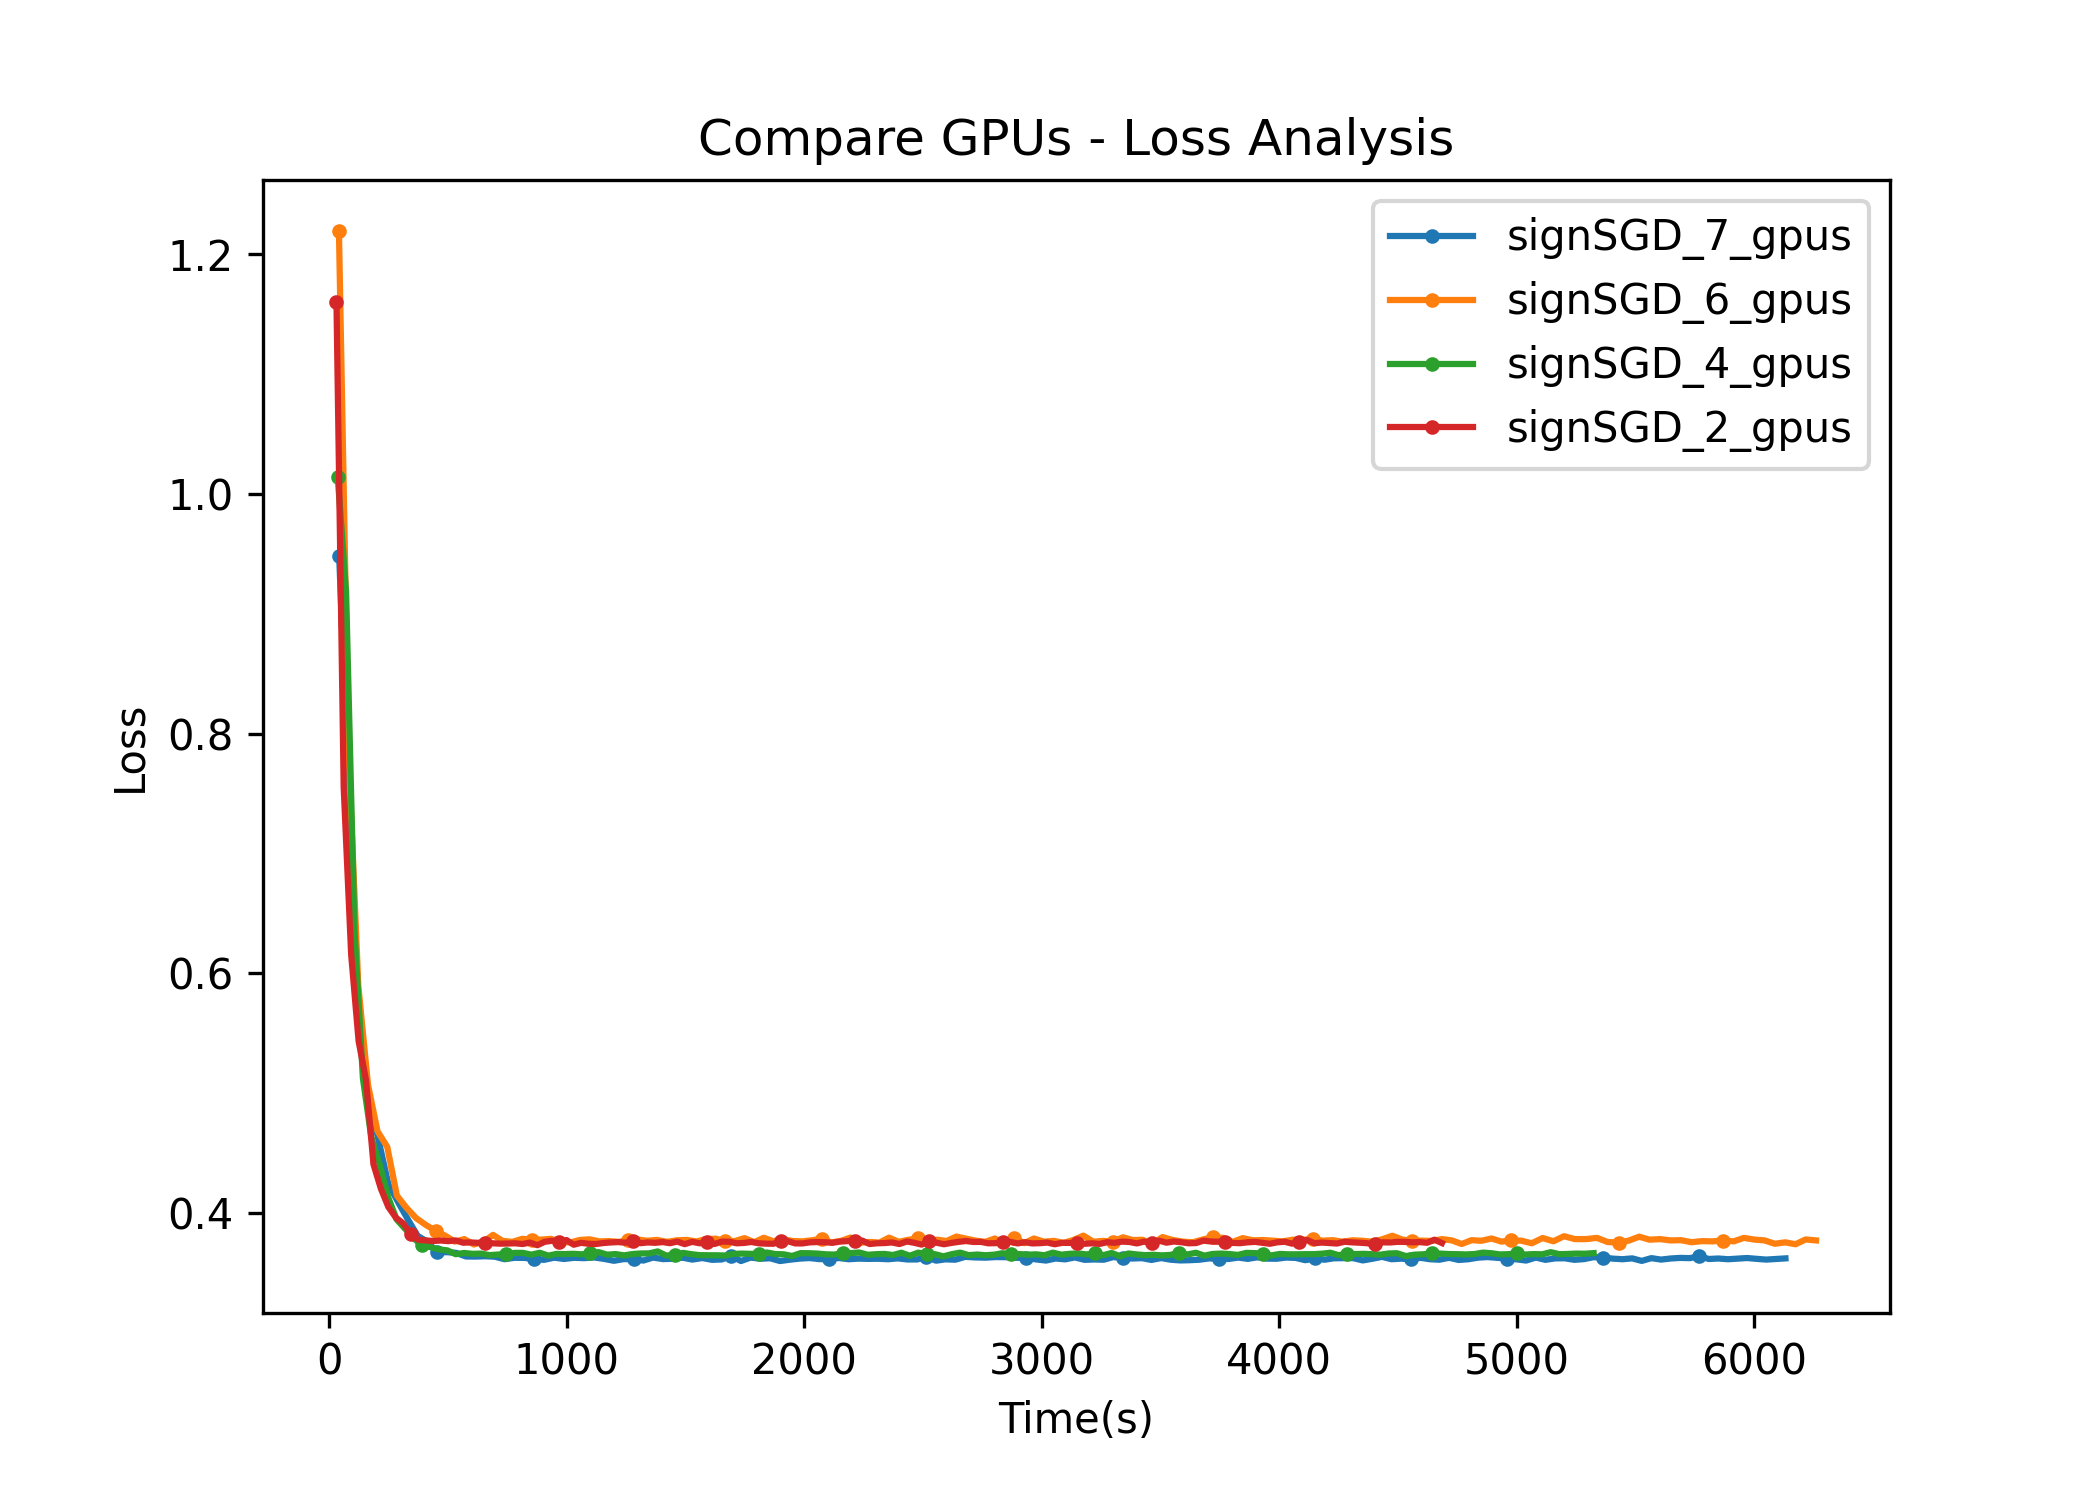 Compare GPUs - Loss Analysis
signSGD_7_gpus
signSGD_6_gpus
signSGD_4_gpus
signSGD_2_gpus
1.2
1.0
0.8
0.6
0.4
Loss
0 1000 2000 3000 4000 5000 6000
Time(s)